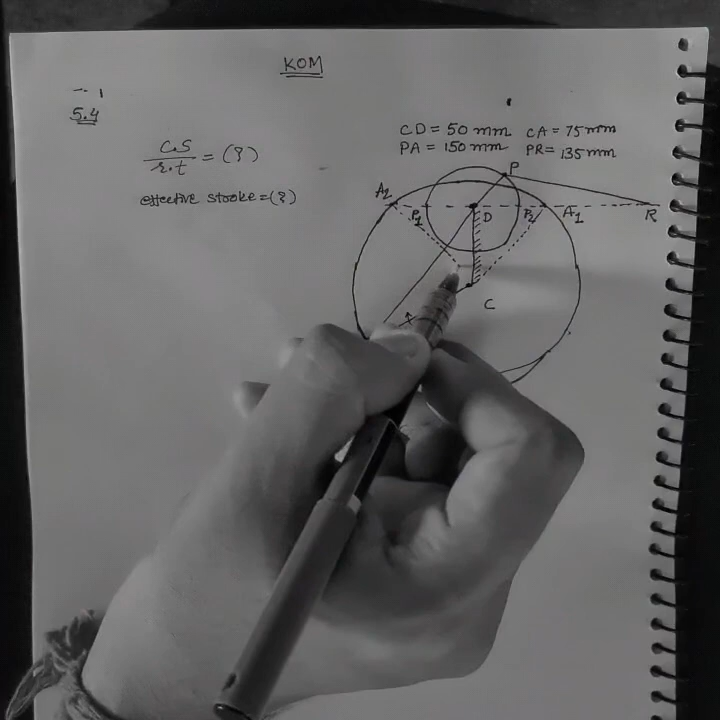 KOM
5.4
CD = 50 mm CA = 75 mm
PA = 150 mm PR = 135 mm
C.S / r.t = (?)
effective stroke = (?)
P
A2 P1 D P2 A1 R
C